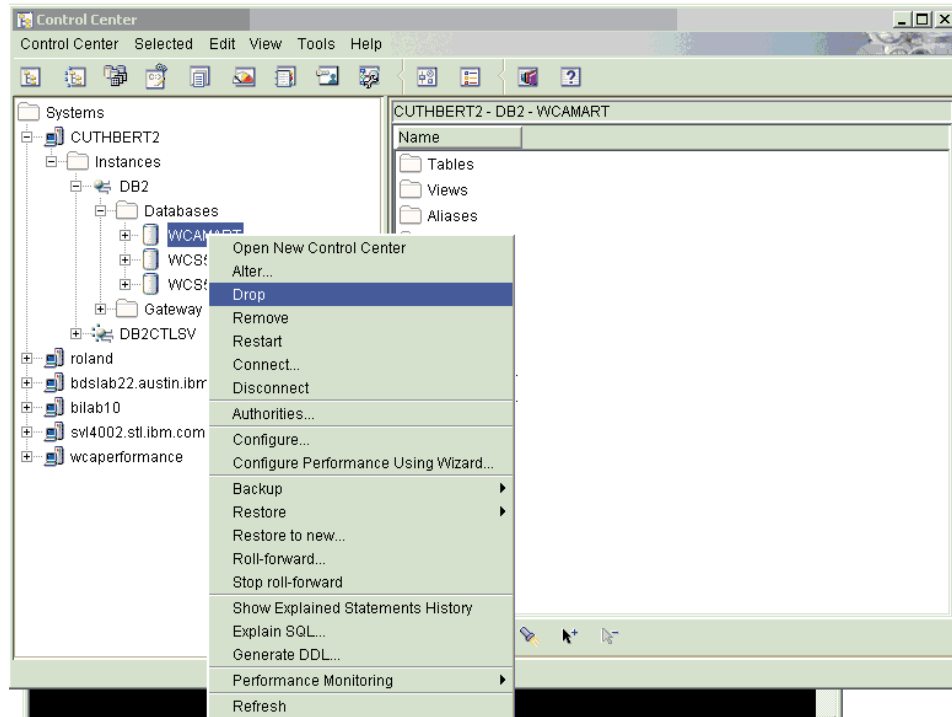 Control Center
Control Center Selected Edit View Tools Help
Systems
CUTHBERT2
Instances
DB2
Databases
WCAMART
WCS
WCS
Gateway
DB2CTLSV
roland
bdslab22.austin.ibm
bilab10
svl4002.stl.ibm.com
wcaperformance
CUTHBERT2 - DB2 - WCAMART
Name
Tables
Views
Aliases
Open New Control Center
Alter...
Drop
Remove
Restart
Connect...
Disconnect
Authorities...
Configure...
Configure Performance Using Wizard...
Backup
Restore
Restore to new...
Roll-forward...
Stop roll-forward
Show Explained Statements History
Explain SQL...
Generate DDL...
Performance Monitoring
Refresh